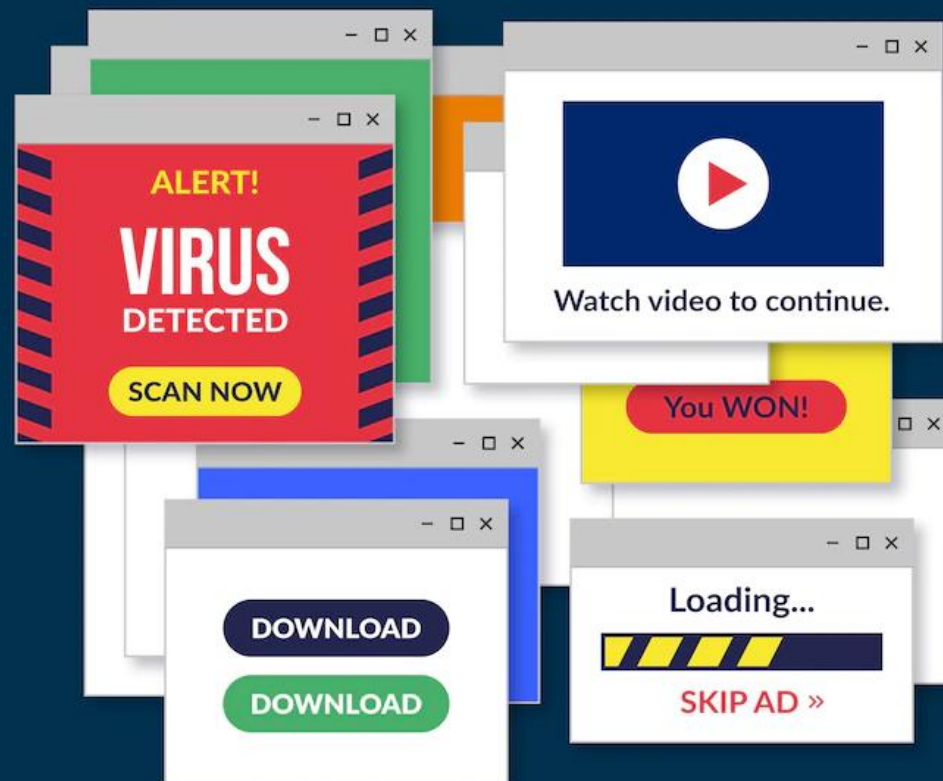 ALERT!
VIRUS
DETECTED
SCAN NOW
Watch video to continue.
You WON!
DOWNLOAD
DOWNLOAD
Loading...
SKIP AD »